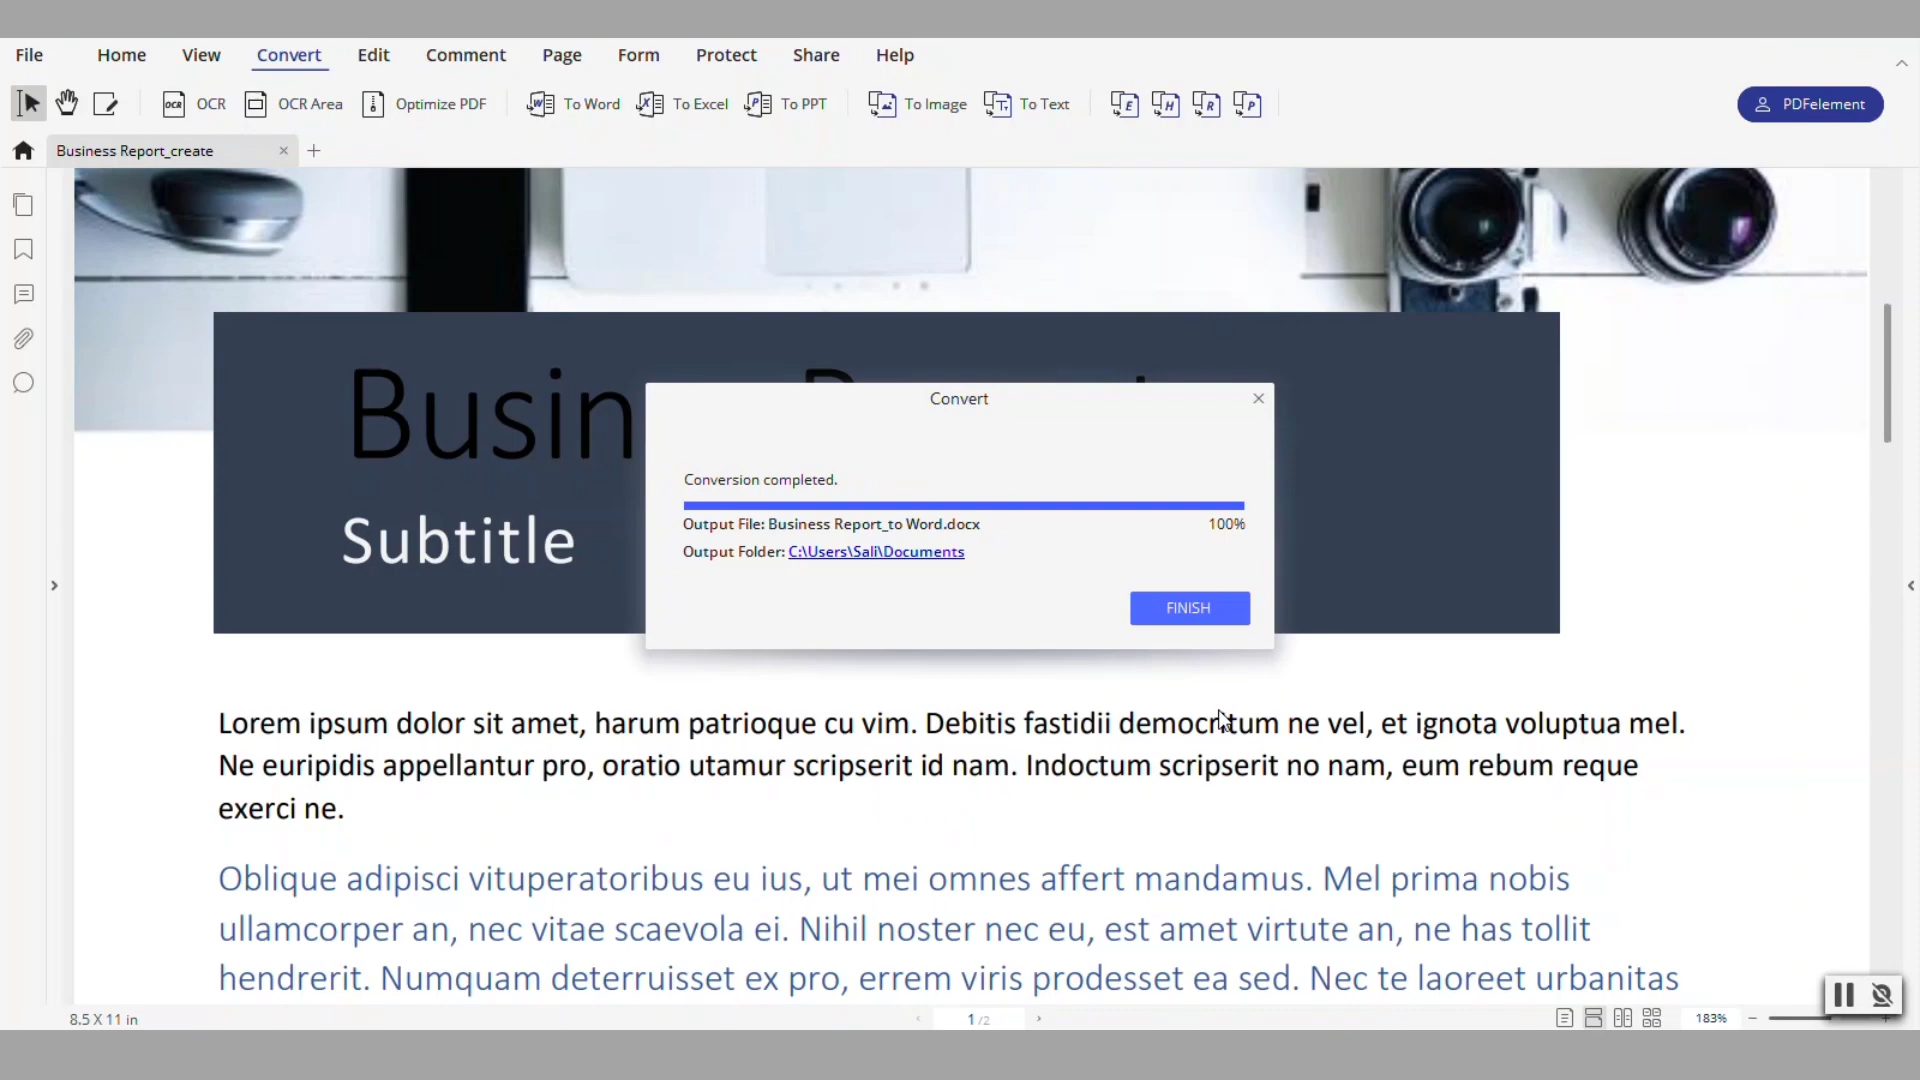 File Home View Convert Edit Comment Page Form Protect Share Help
OCR OCR OCR Area Optimize PDF W To Word X To Excel P To PPT To Image T To Text E H R P PDFelement
Business Report_create
Busin
Convert
Subtitle
Conversion completed.
Output File: Business Report_to Word.docx 100%
Output Folder: C:\Users\Sali\Documents
FINISH
Lorem ipsum dolor sit amet, harum patrioque cu vim. Debitis fastidii democritum ne vel, et ignota voluptua mel.
Ne euripidis appellantur pro, oratio utamur scripserit id nam. Indoctum scripserit no nam, eum rebum reque
exerci ne.
Oblique adipisci vituperatoribus eu ius, ut mei omnes affert mandamus. Mel prima nobis
ullamcorper an, nec vitae scaevola ei. Nihil noster nec eu, est amet virtute an, ne has tollit
hendrerit. Numquam deterruisset ex pro, errem viris prodesset ea sed. Nec te laoreet urbanitas
8.5 X 11 in 1 /2 183%